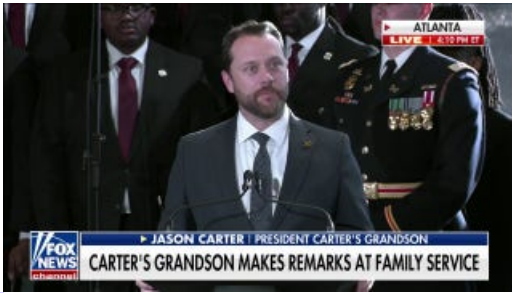 ATLANTA
LIVE 4:10 PM ET
JASON CARTER | PRESIDENT CARTER'S GRANDSON
FOX
NEWS
channel
CARTER'S GRANDSON MAKES REMARKS AT FAMILY SERVICE